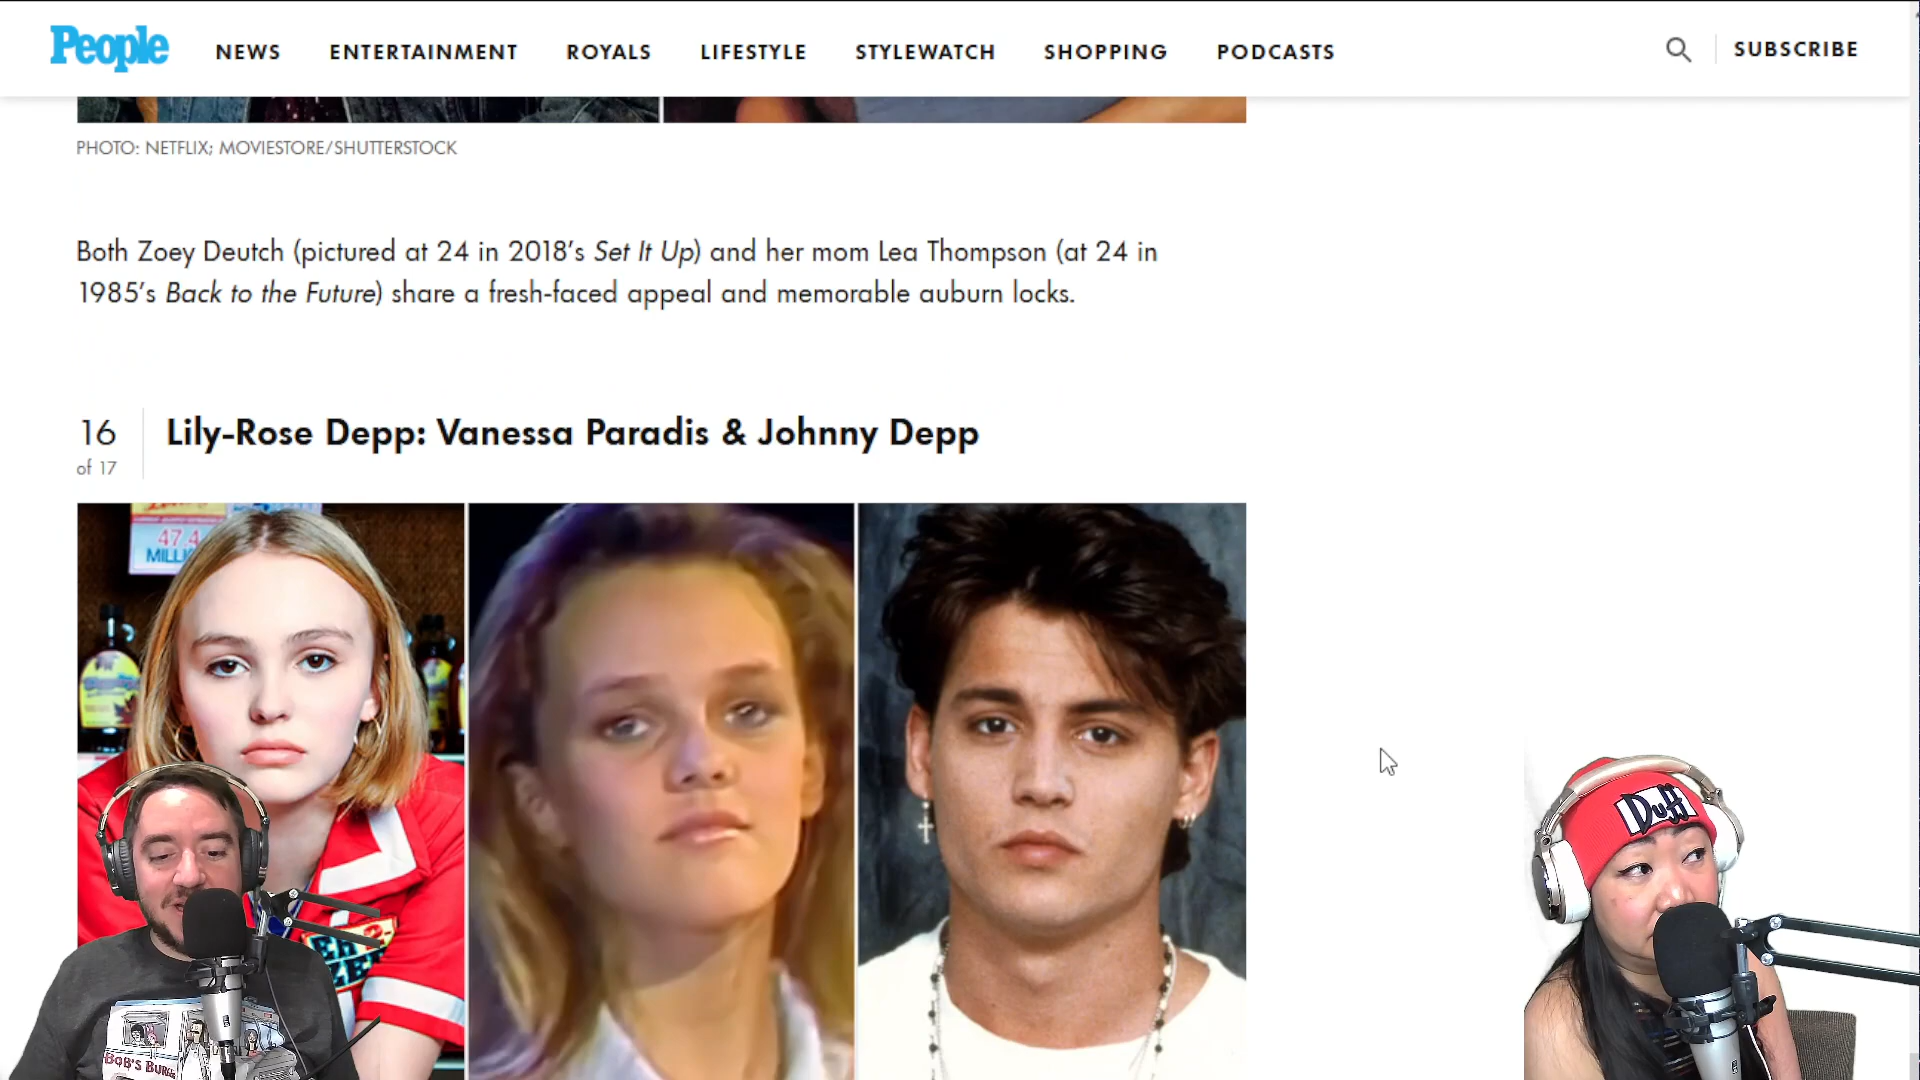 People
NEWS ENTERTAINMENT ROYALS LIFESTYLE STYLEWATCH SHOPPING PODCASTS SUBSCRIBE
PHOTO: NETFLIX; MOVIESTORE/SHUTTERSTOCK
Both Zoey Deutch (pictured at 24 in 2018's Set It Up) and her mom Lea Thompson (at 24 in
1985's Back to the Future) share a fresh-faced appeal and memorable auburn locks.
16
of 17
Lily-Rose Depp: Vanessa Paradis & Johnny Depp
47.4
Duff
BOB'S